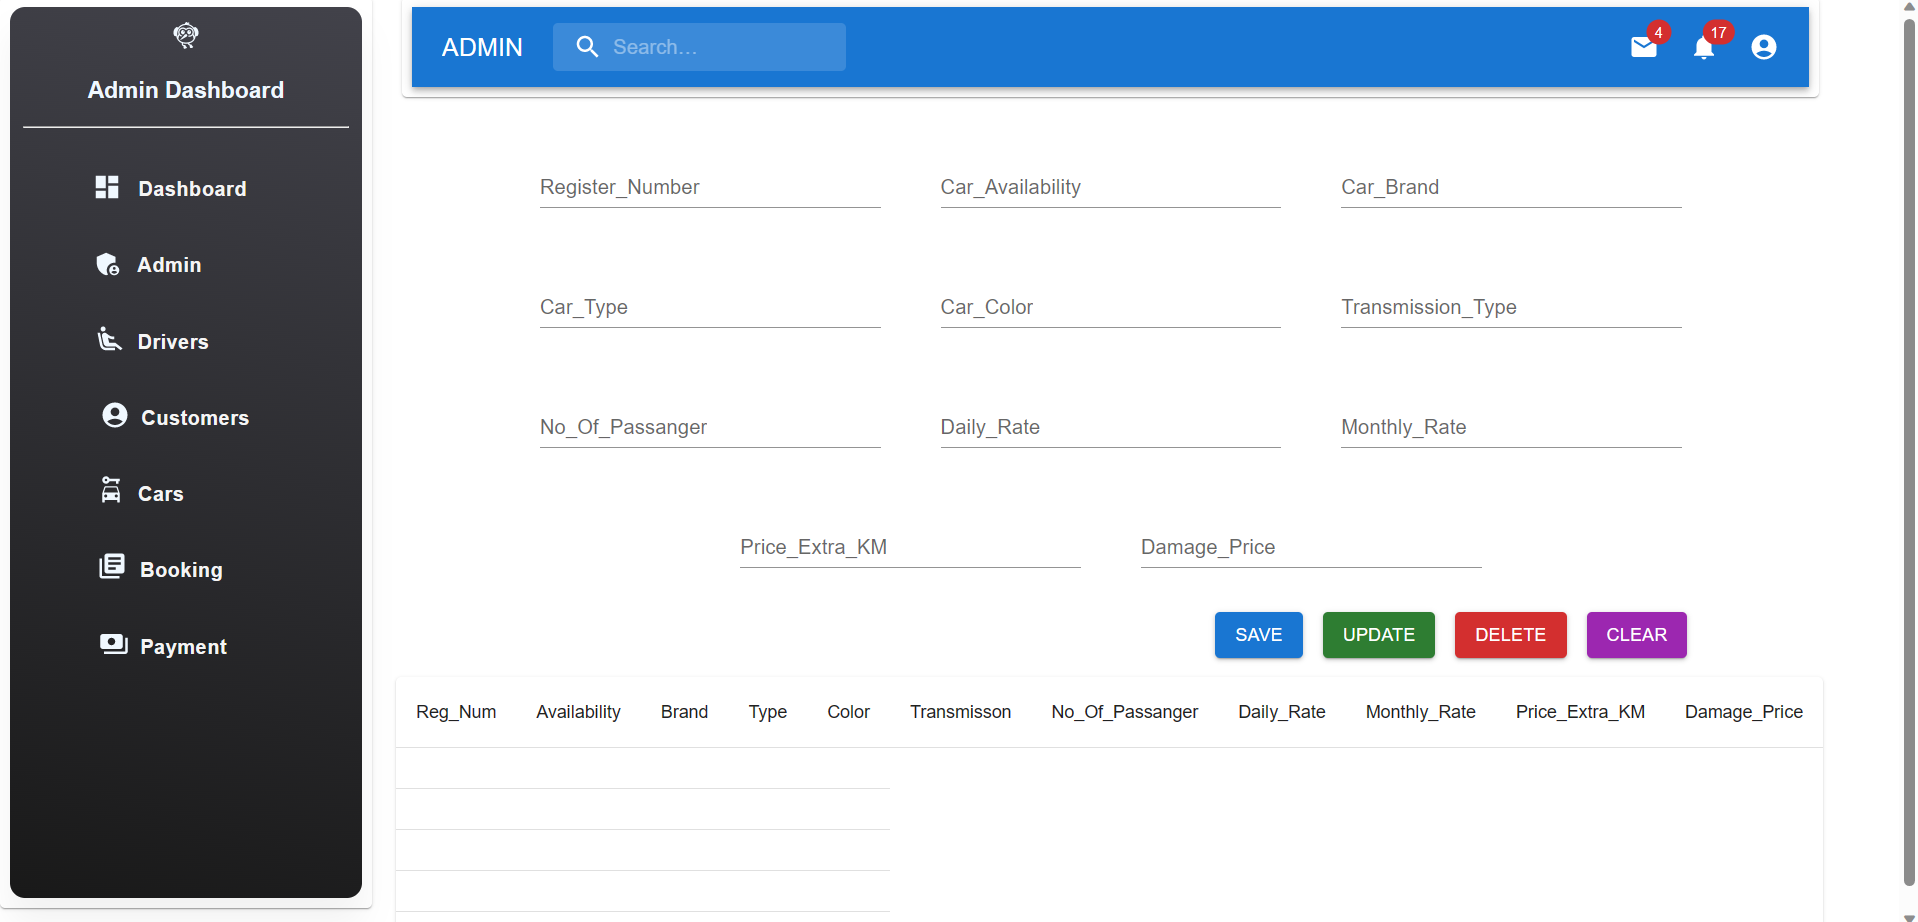 Admin Dashboard
Dashboard
Admin
Drivers
Customers
Cars
Booking
Payment
ADMIN Search... 4 17
Register_Number Car_Availability Car_Brand
Car_Type Car_Color Transmission_Type
No_Of_Passanger Daily_Rate Monthly_Rate
Price_Extra_KM Damage_Price
SAVE UPDATE DELETE CLEAR
Reg_Num Availability Brand Type Color Transmisson No_Of_Passanger Daily_Rate Monthly_Rate Price_Extra_KM Damage_Price